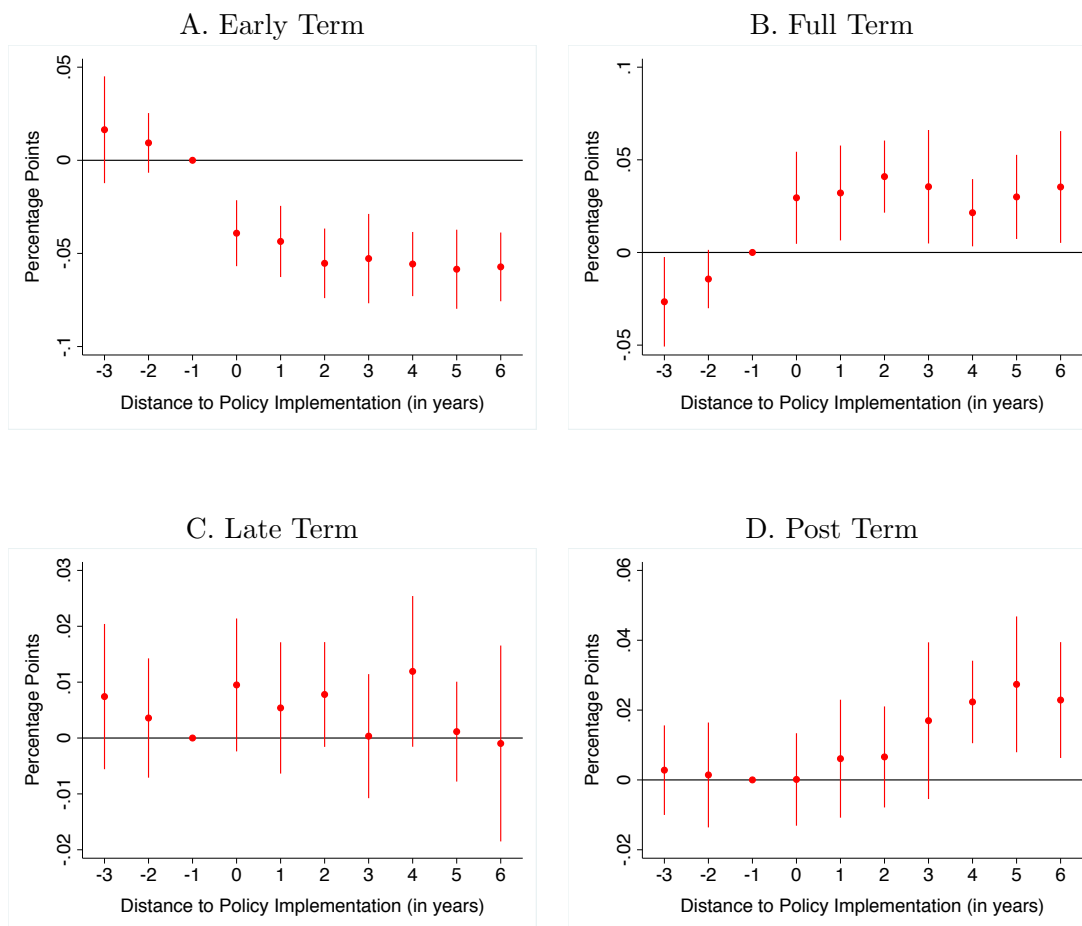 A. Early Term
.05
0
-.05
-.1
Percentage Points
-3 -2 -1 0 1 2 3 4 5 6
Distance to Policy Implementation (in years)
B. Full Term
.1
.05
0
-.05
Percentage Points
-3 -2 -1 0 1 2 3 4 5 6
Distance to Policy Implementation (in years)
C. Late Term
.03
.02
.01
0
-.01
-.02
Percentage Points
-3 -2 -1 0 1 2 3 4 5 6
Distance to Policy Implementation (in years)
D. Post Term
.06
.04
.02
0
-.02
Percentage Points
-3 -2 -1 0 1 2 3 4 5 6
Distance to Policy Implementation (in years)